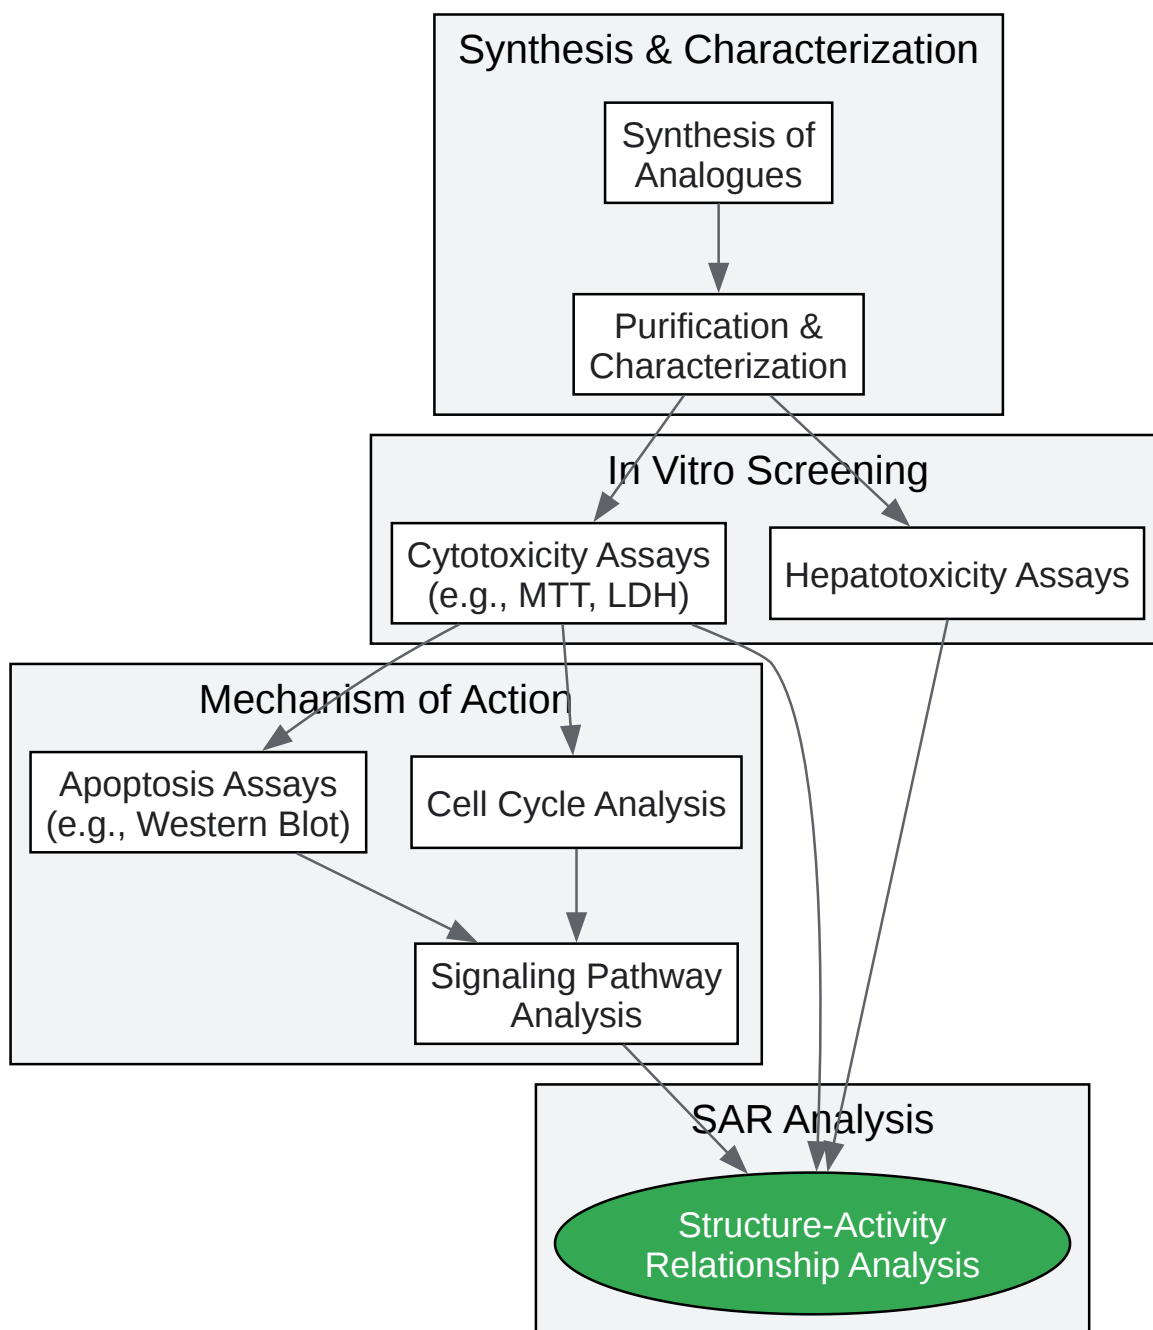 Synthesis & Characterization
Synthesis of
Analogues
Purification &
Characterization
In Vitro Screening
Cytotoxicity Assays
(e.g., MTT, LDH)
Hepatotoxicity Assays
Mechanism of Action
Apoptosis Assays
(e.g., Western Blot)
Cell Cycle Analysis
Signaling Pathway
Analysis
SAR Analysis
Structure-Activity
Relationship Analysis